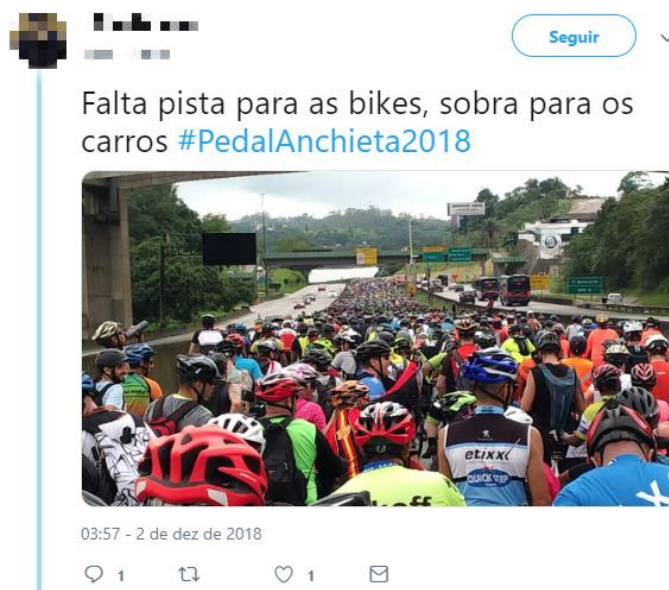 Seguir
Falta pista para as bikes, sobra para os
carros #PedalAnchieta2018
etixx
QUICK STEP
03:57 - 2 de dez de 2018
1
1